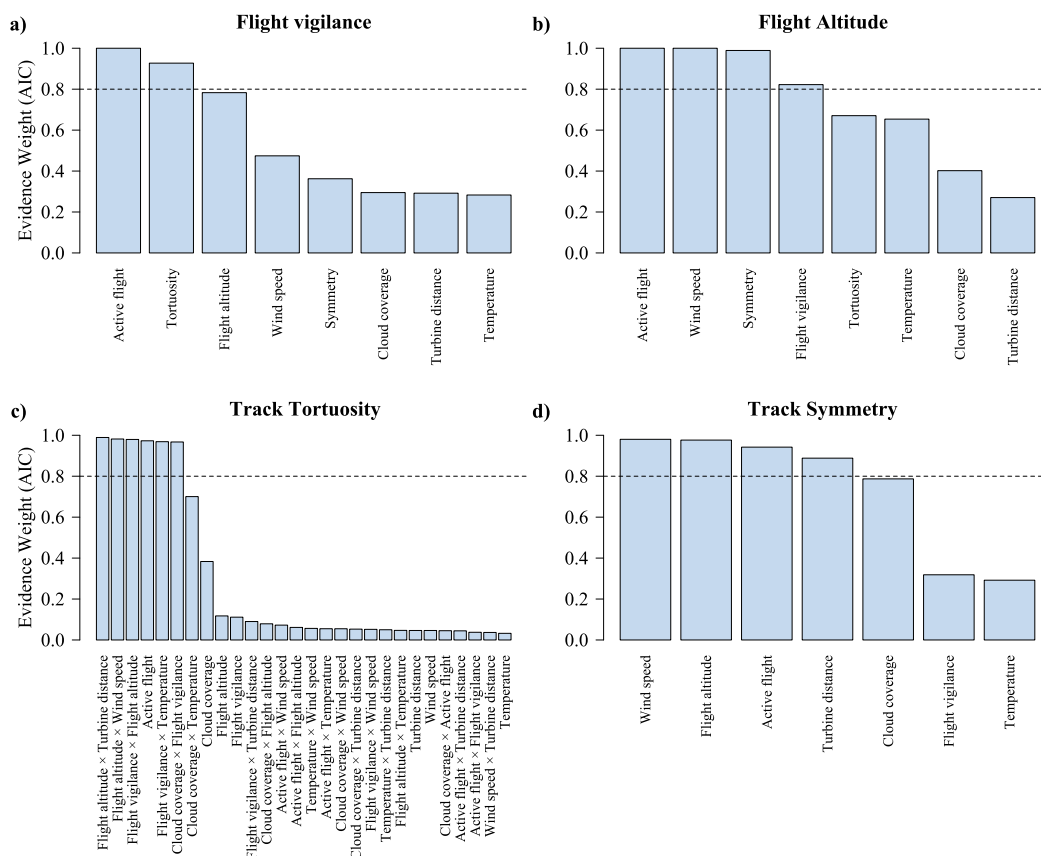 a)
Flight vigilance
Evidence Weight (AIC)
1.0
0.8
0.6
0.4
0.2
0.0
Active flight
Tortuosity
Flight altitude
Wind speed
Symmetry
Cloud coverage
Turbine distance
Temperature
b)
Flight Altitude
1.0
0.8
0.6
0.4
0.2
0.0
Active flight
Wind speed
Symmetry
Flight vigilance
Tortuosity
Temperature
Cloud coverage
Turbine distance
c)
Track Tortuosity
Evidence Weight (AIC)
1.0
0.8
0.6
0.4
0.2
0.0
Flight altitude × Turbine distance
Flight altitude × Wind speed
Flight vigilance × Flight altitude
Active flight
Flight vigilance × Temperature
Cloud coverage × Flight vigilance
Cloud coverage × Temperature
Cloud coverage
Flight altitude
Flight vigilance
Flight vigilance × Turbine distance
Cloud coverage × Flight altitude
Active flight × Wind speed
Active flight × Flight altitude
Temperature × Wind speed
Active flight × Temperature
Cloud coverage × Wind speed
Cloud coverage × Turbine distance
Flight vigilance × Wind speed
Temperature × Turbine distance
Flight altitude × Temperature
Turbine distance
Wind speed
Cloud coverage × Active flight
Active flight × Turbine distance
Active flight × Flight vigilance
Wind speed × Turbine distance
Temperature
d)
Track Symmetry
1.0
0.8
0.6
0.4
0.2
0.0
Wind speed
Flight altitude
Active flight
Turbine distance
Cloud coverage
Flight vigilance
Temperature